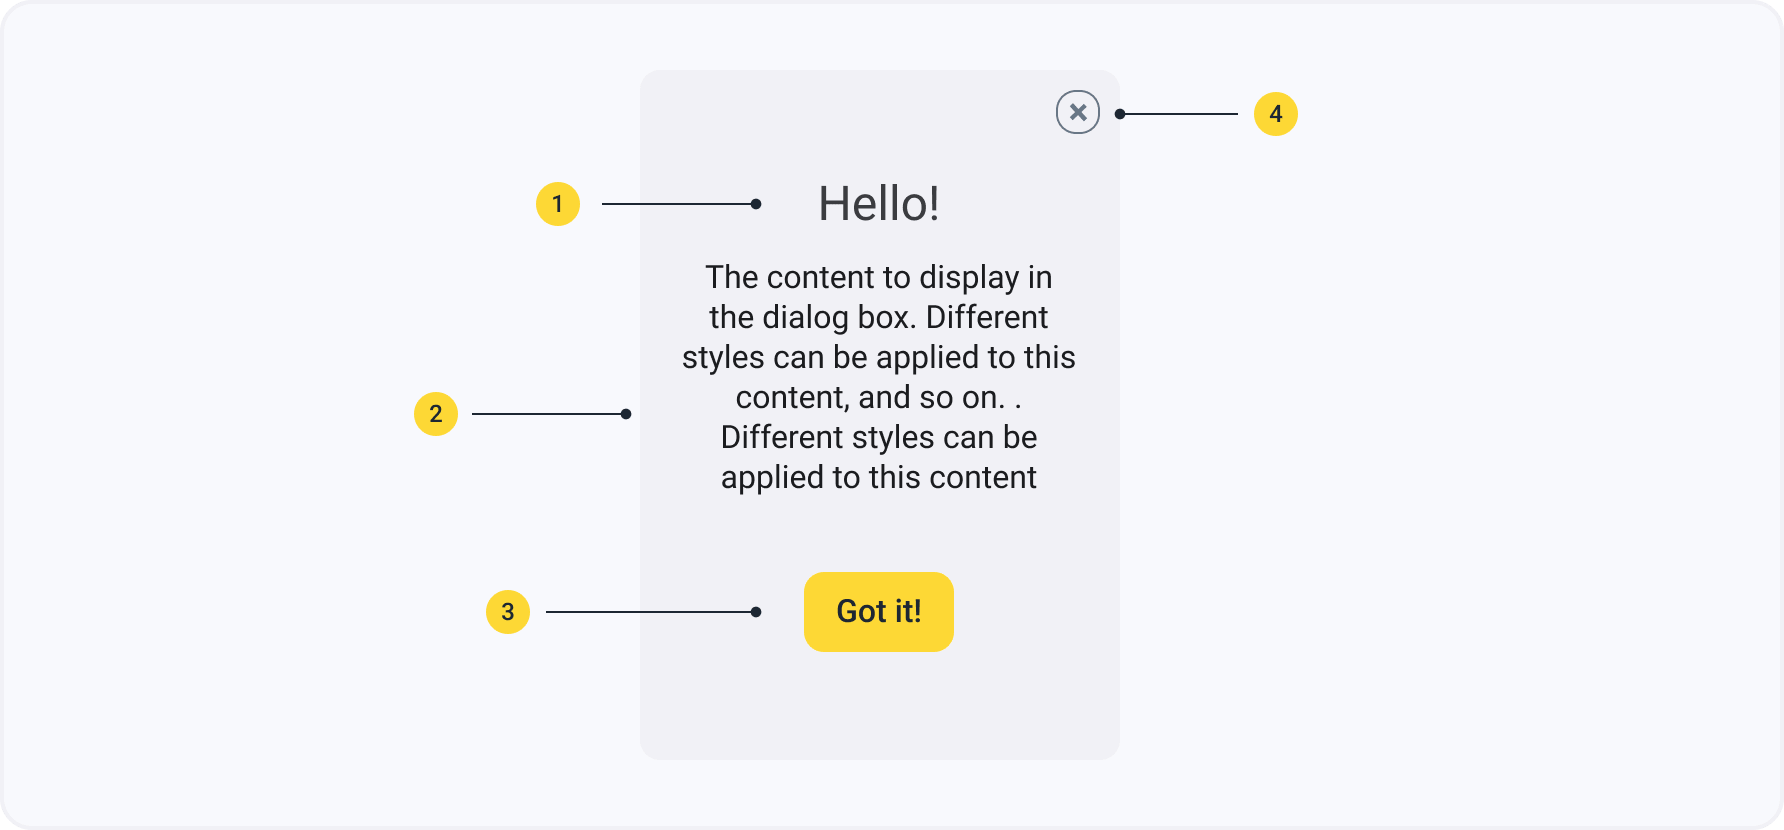 4
1
Hello!
The content to display in
the dialog box. Different
styles can be applied to this
content, and so on. .
2
Different styles can be
applied to this content
3
Got it!